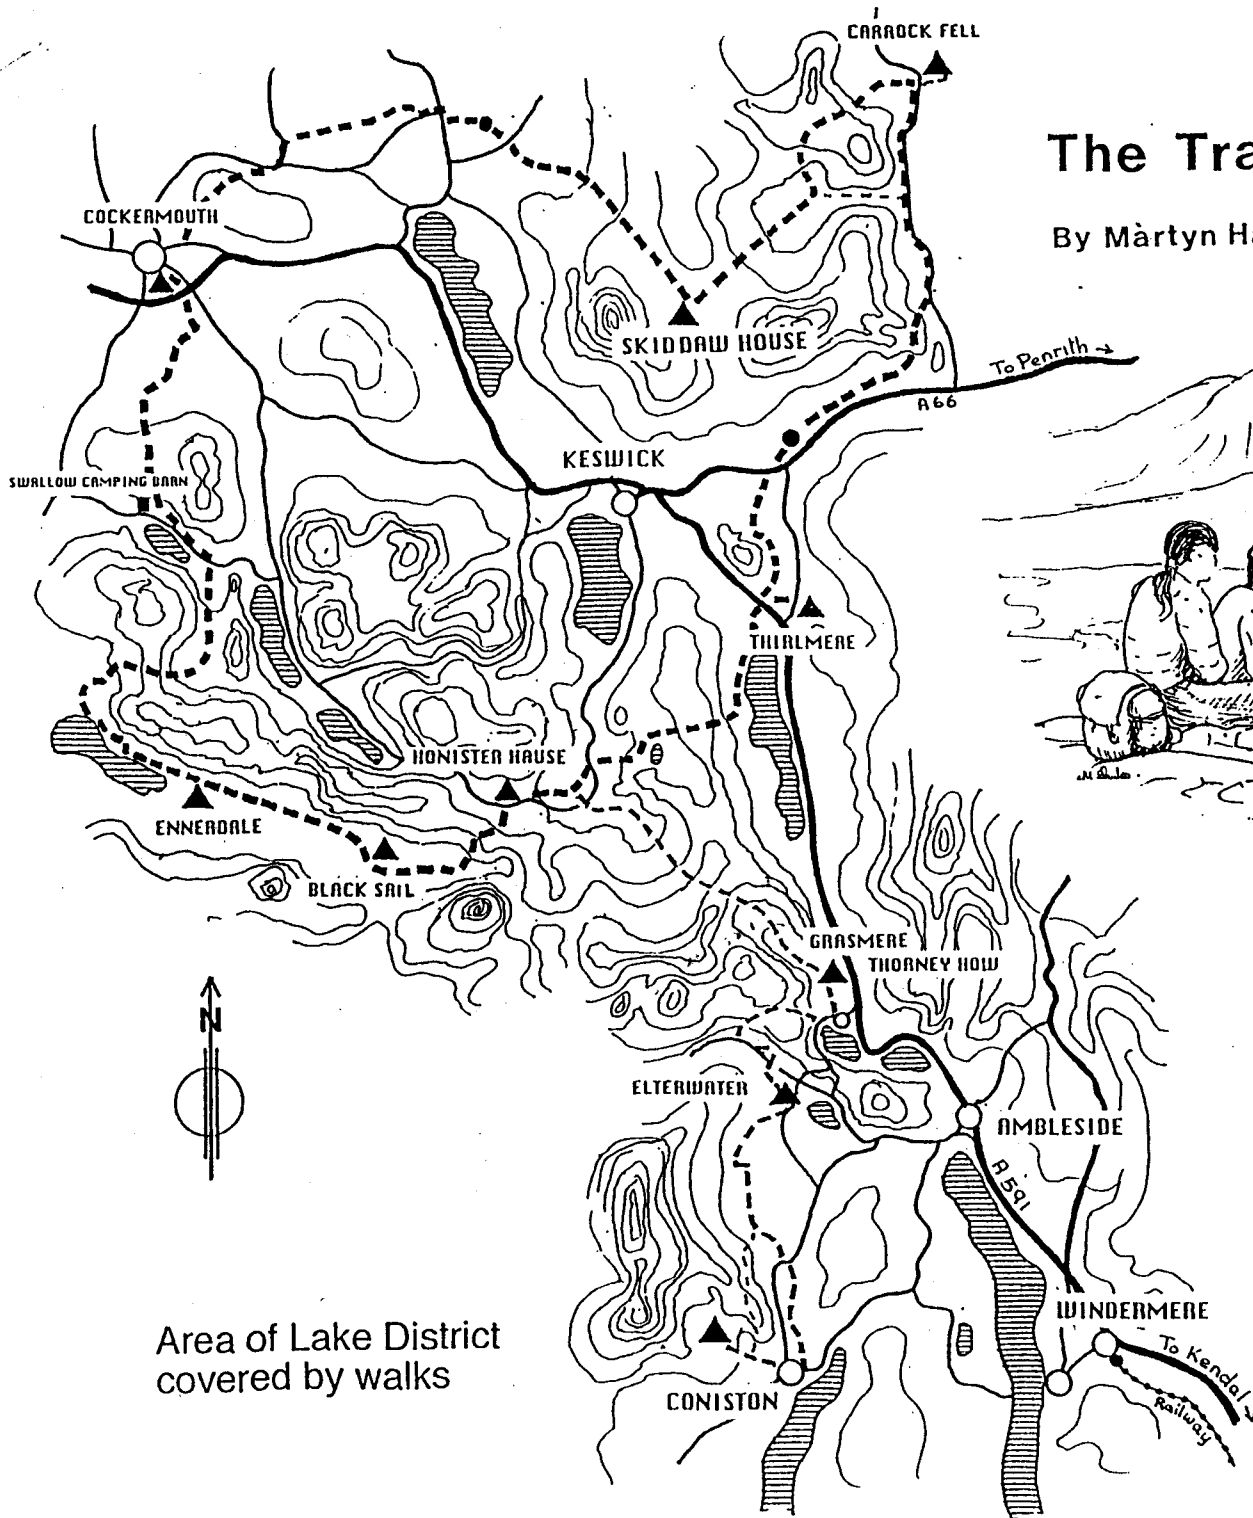 CARROCK FELL
The Tra
By Màrtyn Ha
COCKERMOUTH
SKIDDAW HOUSE
To Penrith →
A66
KESWICK
SWALLOW CAMPING BARN
THIRLMERE
HONISTER HAUSE
ENNERDALE
BLACK SAIL
GRASMERE
THORNEY HOW
N
ELTERWATER
AMBLESIDE
A591
WINDERMERE
Area of Lake District
covered by walks
To Kendal →
Railway
CONISTON